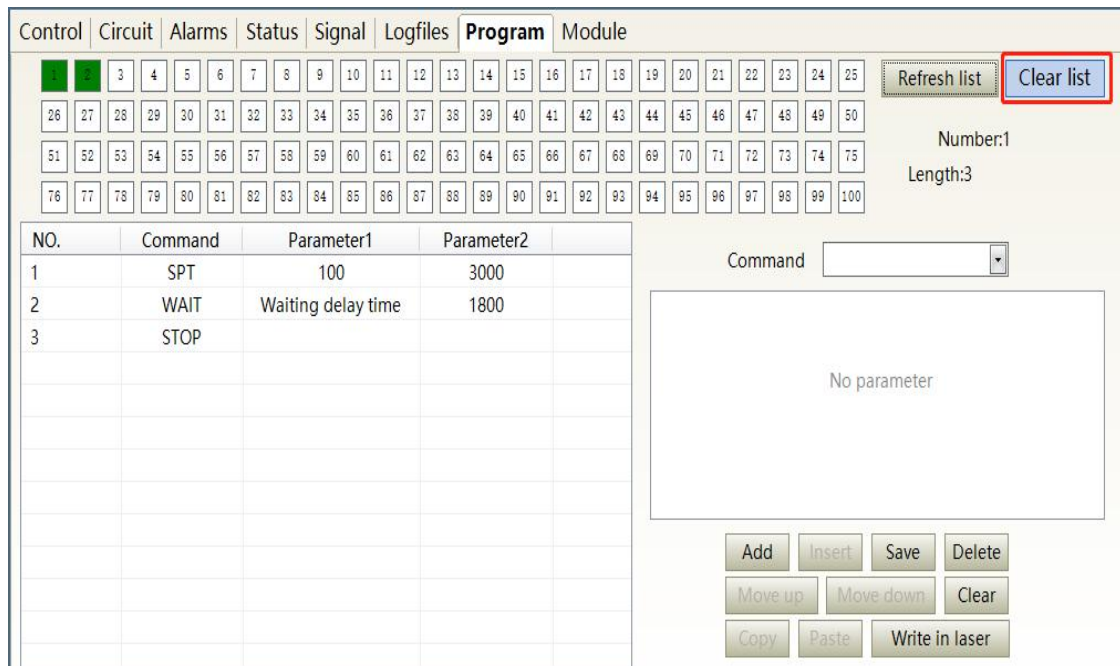 Control Circuit Alarms Status Signal Logfiles Program Module
1 2 3 4 5 6 7 8 9 10 11 12 13 14 15 16 17 18 19 20 21 22 23 24 25 Refresh list Clear list
26 27 28 29 30 31 32 33 34 35 36 37 38 39 40 41 42 43 44 45 46 47 48 49 50
Number:1
51 52 53 54 55 56 57 58 59 60 61 62 63 64 65 66 67 68 69 70 71 72 73 74 75
Length:3
76 77 78 79 80 81 82 83 84 85 86 87 88 89 90 91 92 93 94 95 96 97 98 99 100
NO. Command Parameter1 Parameter2
1 SPT 100 3000
2 WAIT Waiting delay time 1800
3 STOP
Command
No parameter
Add Insert Save Delete
Move up Move down Clear
Copy Paste Write in laser